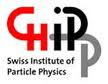 CHiPP
Swiss Institute of
Particle Physics